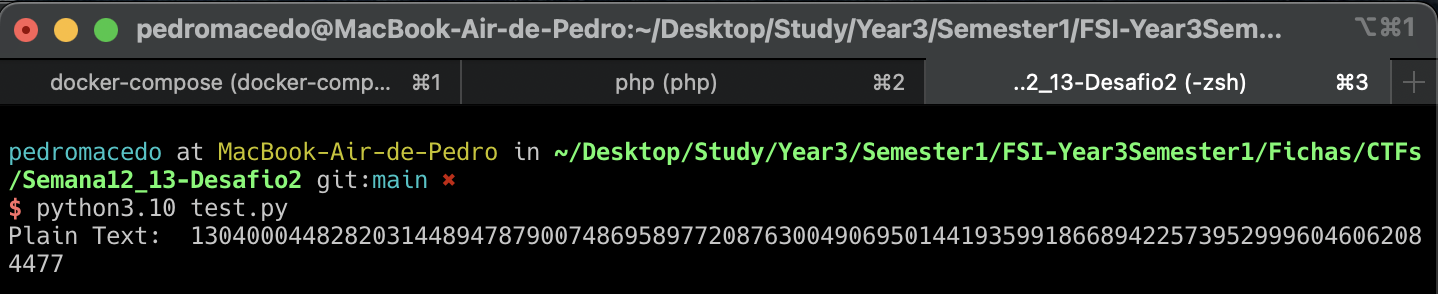 pedromacedo@MacBook-Air-de-Pedro:~/Desktop/Study/Year3/Semester1/FSI-Year3Sem... ⌥⌘1
docker-compose (docker-comp... ⌘1 php (php) ⌘2 ..2_13-Desafio2 (-zsh) ⌘3 +
pedromacedo at MacBook-Air-de-Pedro in ~/Desktop/Study/Year3/Semester1/FSI-Year3Semester1/Fichas/CTFs
/Semana12_13-Desafio2 git:main ✖
$ python3.10 test.py
Plain Text:  1304000448282031448947879007486958977208763004906950144193599186689422573952999604606208
4477